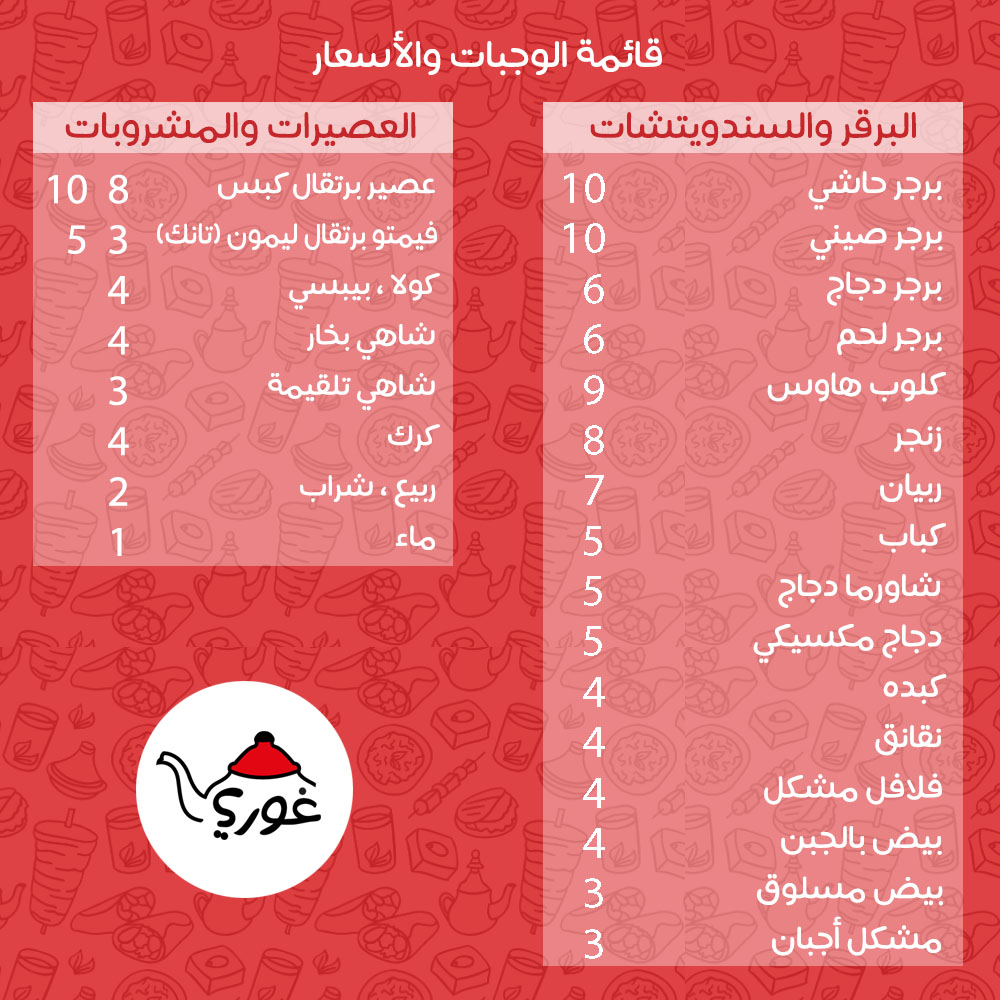 قائمة الوجبات والأسعار
البرقر والسندويتشات
برجر حاشي 10
برجر صيني 10
برجر دجاج 6
برجر لحم 6
كلوب هاوس 9
زنجر 8
ربيان 7
كباب 5
شاورما دجاج 5
دجاج مكسيكي 5
كبده 4
نقانق 4
فلافل مشكل 4
بيض بالجبن 4
بيض مسلوق 3
مشكل أجبان 3
العصيرات والمشروبات
عصير برتقال كبس 8 10
فيمتو برتقال ليمون (تانك) 3 5
كولا ، بيبسي 4
شاهي بخار 4
شاهي تلقيمة 3
كرك 4
ربيع ، شراب 2
ماء 1
غوري